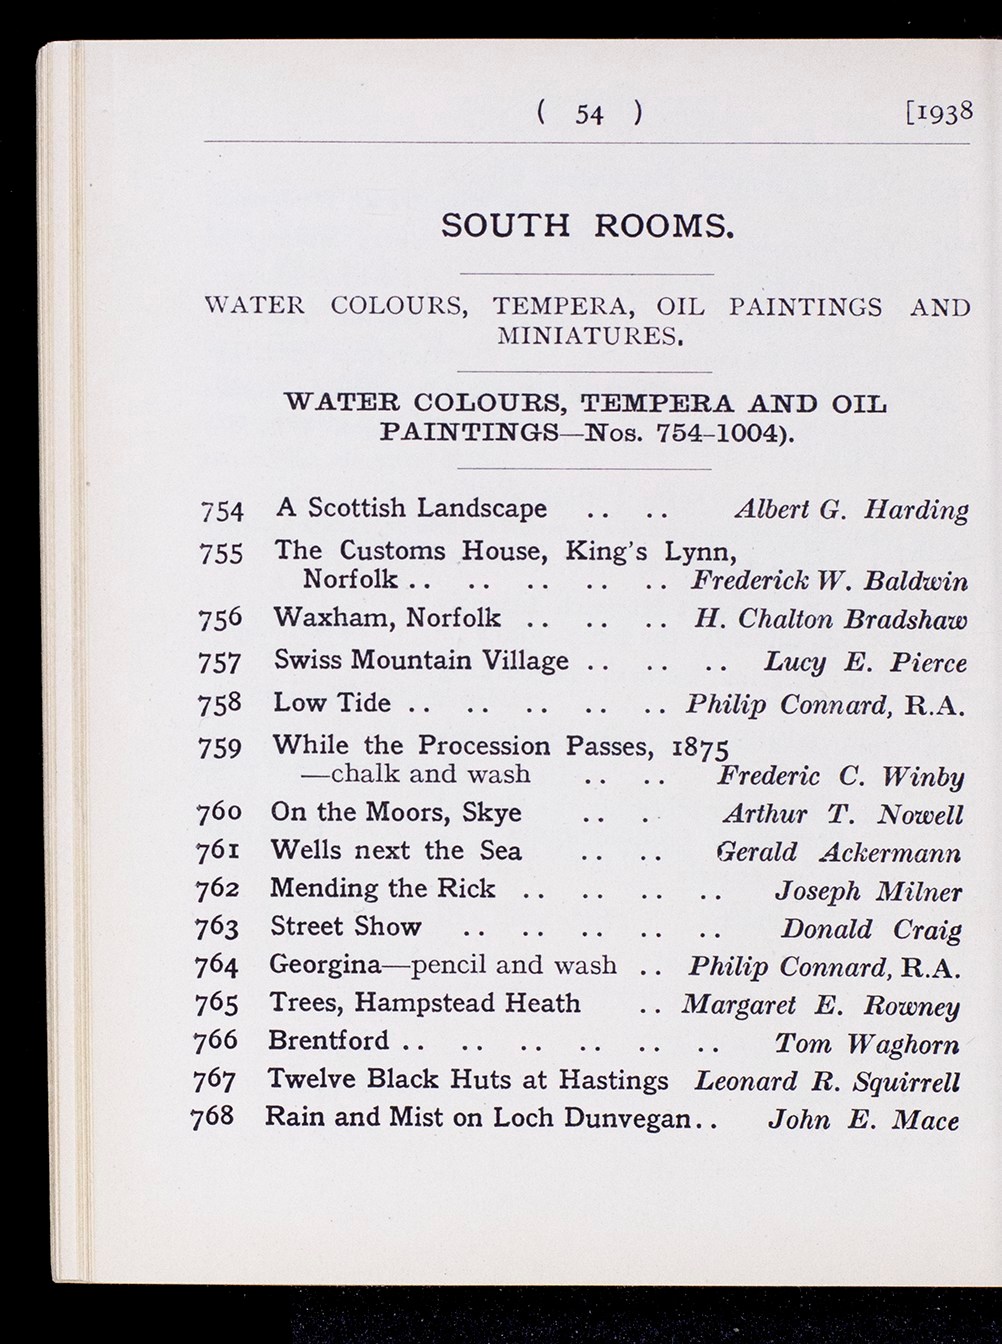 ( 54 ) [1938
SOUTH ROOMS.
WATER COLOURS, TEMPERA, OIL PAINTINGS AND
MINIATURES.
WATER COLOURS, TEMPERA AND OIL
PAINTINGS—Nos. 754–1004).
754 A Scottish Landscape .. .. Albert G. Harding
755 The Customs House, King's Lynn,
Norfolk .. .. .. .. .. Frederick W. Baldwin
756 Waxham, Norfolk .. .. .. H. Chalton Bradshaw
757 Swiss Mountain Village .. .. .. Lucy E. Pierce
758 Low Tide .. .. .. .. .. Philip Connard, R.A.
759 While the Procession Passes, 1875
—chalk and wash .. .. Frederic C. Winby
760 On the Moors, Skye .. . Arthur T. Nowell
761 Wells next the Sea .. .. Gerald Ackermann
762 Mending the Rick .. .. .. .. Joseph Milner
763 Street Show .. .. .. .. .. Donald Craig
764 Georgina—pencil and wash .. Philip Connard, R.A.
765 Trees, Hampstead Heath .. Margaret E. Rowney
766 Brentford .. .. .. .. .. .. Tom Waghorn
767 Twelve Black Huts at Hastings Leonard R. Squirrell
768 Rain and Mist on Loch Dunvegan.. John E. Mace